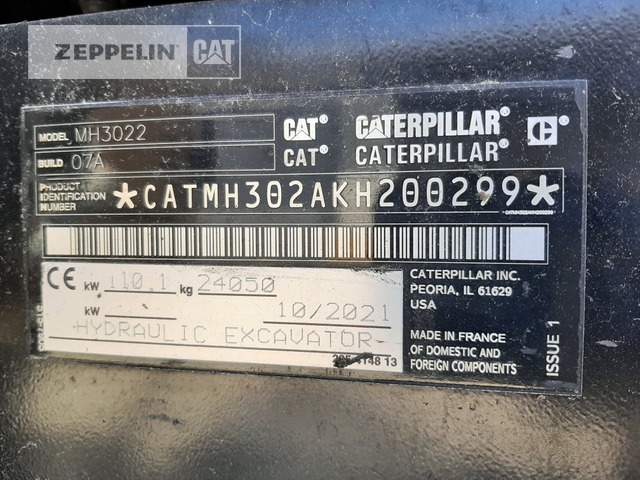 ZEPPELIN CAT
MODEL MH3022
BUILD 07A
CAT® CATERPILLAR® C®
CAT® CATERPILLAR®
PRODUCT IDENTIFICATION NUMBER *CATMH302AKH200299*
CATMH302AKH200299
CE kW 110.1 kg 24050
kW 10/2021
-HYDRAULIC EXCAVATOR-
CATERPILLAR INC.
PEORIA, IL 61629
USA
MADE IN FRANCE
OF DOMESTIC AND
FOREIGN COMPONENTS
ISSUE 1